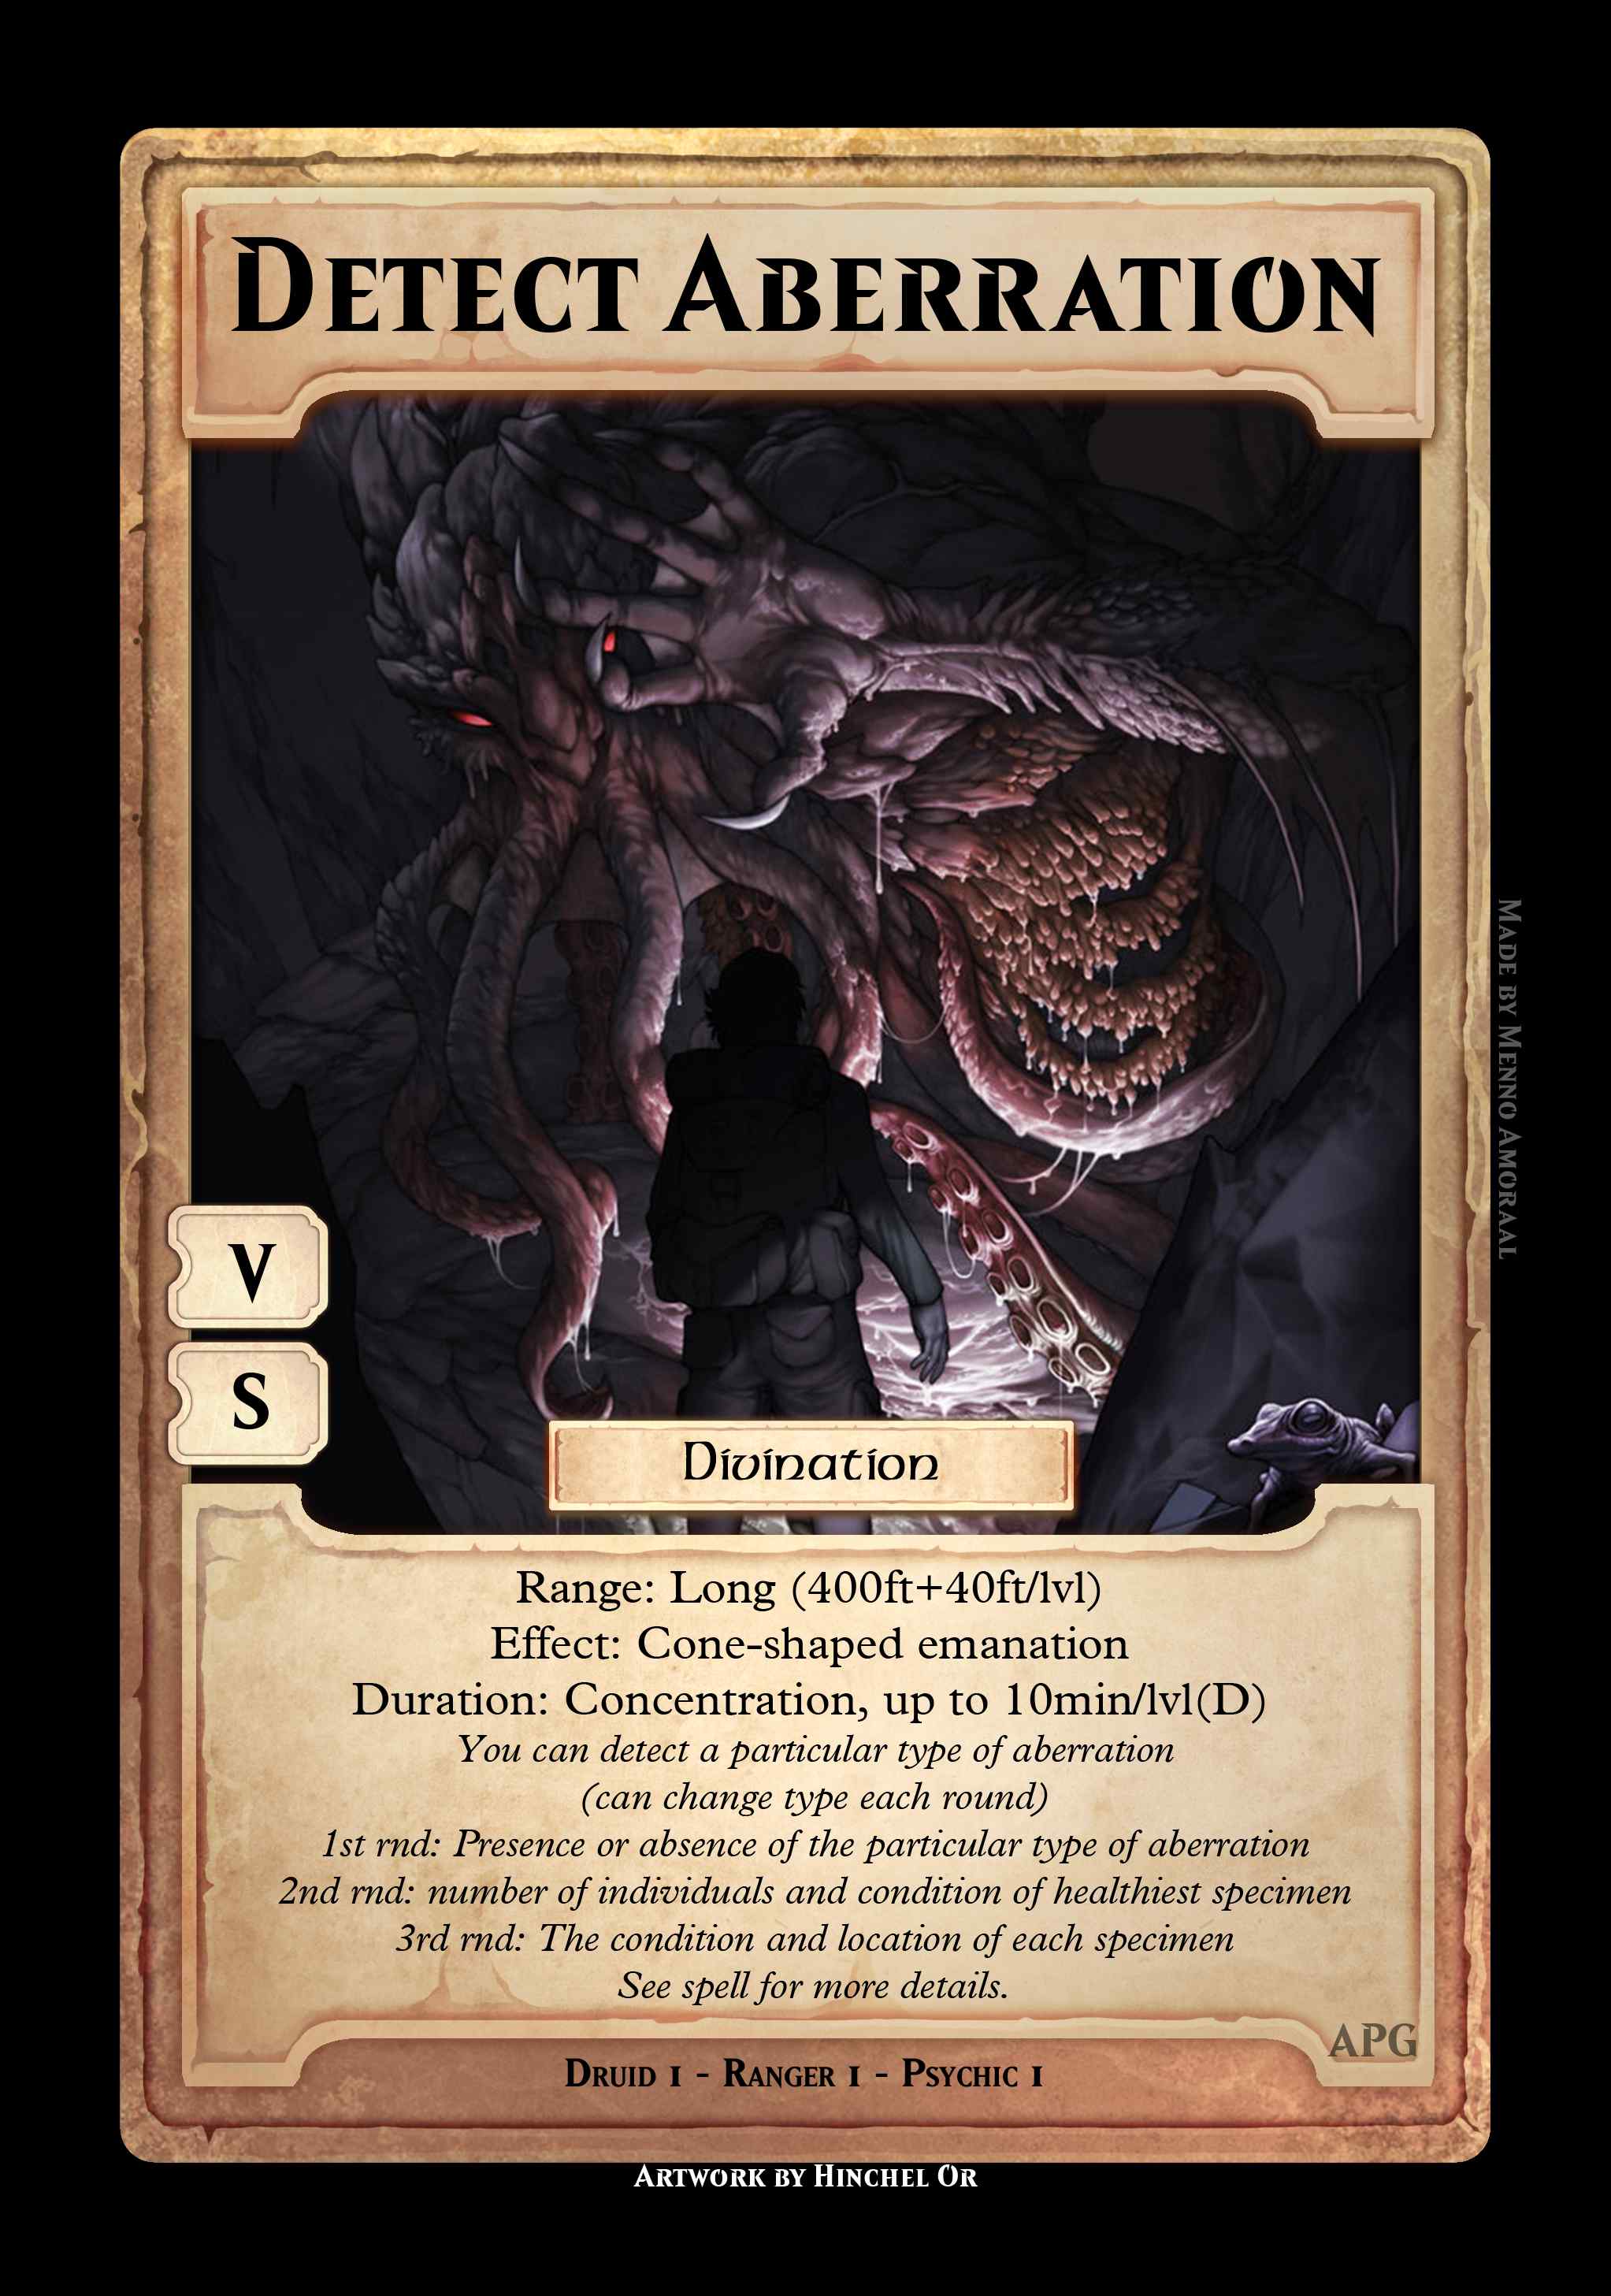 Detect Aberration
Made by Menno Amoraal
V
S
Divination
Range: Long (400ft+40ft/lvl)
Effect: Cone-shaped emanation
Duration: Concentration, up to 10min/lvl(D)
You can detect a particular type of aberration
(can change type each round)
1st rnd: Presence or absence of the particular type of aberration
2nd rnd: number of individuals and condition of healthiest specimen
3rd rnd: The condition and location of each specimen
See spell for more details.
APG
Druid 1 - Ranger 1 - Psychic 1
Artwork by Hinchel Or